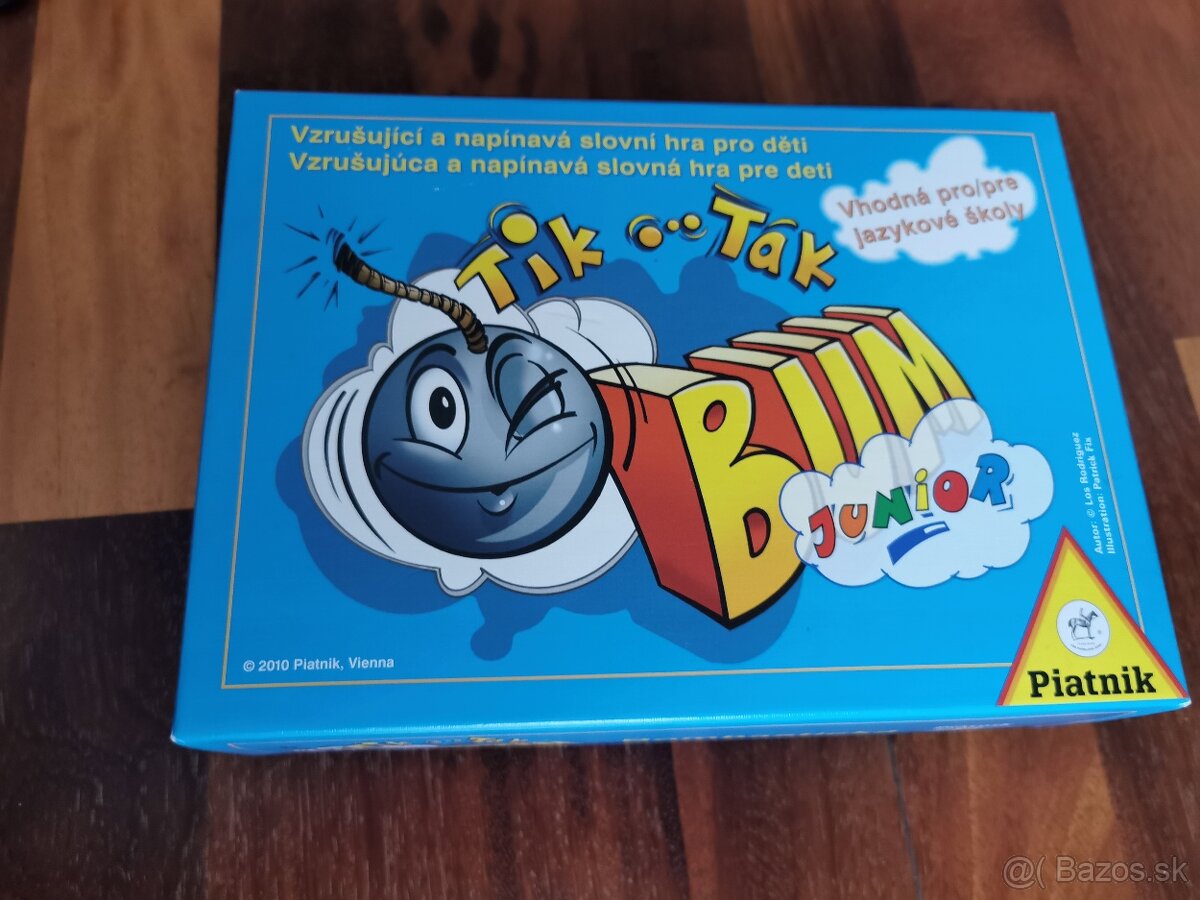 Vzrušující a napínavá slovní hra pro děti
Vzrušujúca a napínavá slovná hra pre deti
Vhodná pro/pre
jazykové školy
Tik ... Ták
BUM
JUNIOR
Autor: © Los Rodriguez
Illustration: Patrick Fix
© 2010 Piatnik, Vienna
Piatnik
@( Bazos.sk